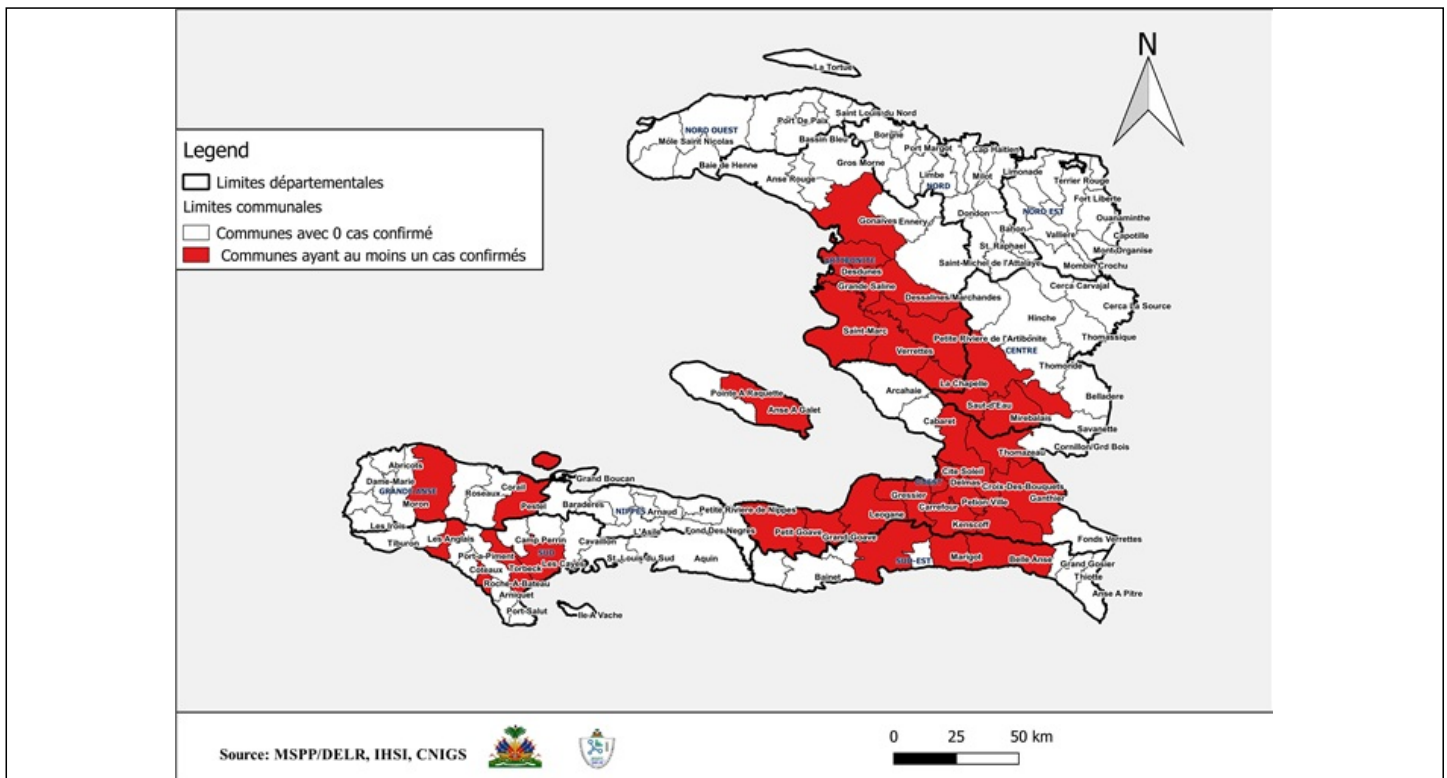 N
La Tortue
Saint Louis du Nord
Port De Paix
NORD OUEST
Môle Saint Nicolas
Bassin Bleu
Borgne
Port Margot
Cap Haitien
Baie de Henne
Gros Morne
Limbe
Milot
Limonade
Terrier Rouge
Anse Rouge
NORD
Fort Liberte
Legend
Limites départementales
Limites communales
Communes avec 0 cas confirmé
Communes ayant au moins un cas confirmés
Gonaives
Ennery
Dondon
NORD EST
Ouanaminthe
Bahon
Valliere
Capotille
St. Raphael
Mont-Organise
Saint-Michel de l'Attalaye
Mombin Crochu
ARTIBONITE
Desdunes
Grande Saline
Cerca Carvajal
Dessalines/Marchandes
Cerca La Source
Hinche
Saint-Marc
Petite Riviere de l'Artibonite
Thomassique
Verrettes
CENTRE
Thomonde
La Chapelle
Arcahaie
Belladere
Pointe A Raquette
Anse A Galet
Saut-d'Eau
Mirebalais
Cabaret
Savanette
Cornillon/Grd Bois
Thomazeau
Abricots
Corail
Grand Boucan
Cite Soleil
Dame-Marie
GRANDE ANSE
Roseaux
Delmas
Croix-Des-Bouquets
Moron
Pestel
Baraderes
Gressier
Petion Ville
Ganthier
NIPPES
Arnaud
Petite Riviere de Nippes
Leogane
Carrefour
Les Irois
Kenscoff
Tiburon
Les Anglais
Camp Perrin
Cavaillon
L'Asile
Fond Des Negres
Petit Goave
Grand Goave
Fonds Verrettes
Port-a-Piment
SUD
St. Louis du Sud
Aquin
SUD-EST
Marigot
Belle Anse
Grand Gosier
Coteaux
Torbeck
Les Cayes
Bainet
Thiotte
Roche-A-Bateau
Arniquet
Anse A Pitre
Port-Salut
Ile A Vache
Source: MSPP/DELR, IHSI, CNIGS
0 25 50 km